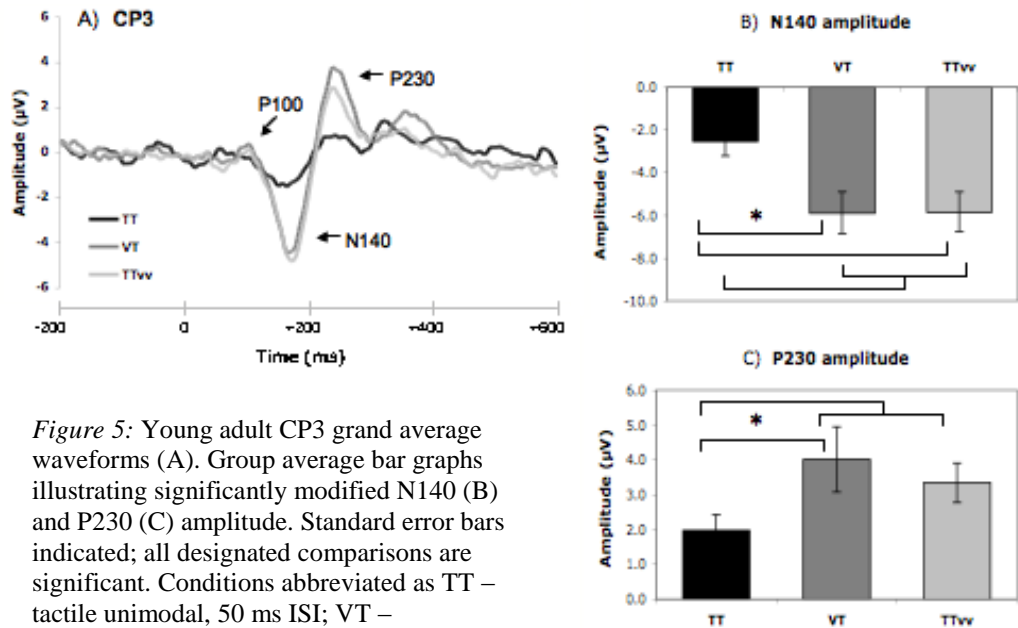 A) CP3
6
4
2
0
-2
-4
-6
Amplitude (µV)
P100
P230
N140
TT
VT
TTvv
-200
0
-200
-400
-600
Time (ms)
B) N140 amplitude
TT
VT
TTvv
0.0
-2.0
-4.0
-6.0
-8.0
-10.0
Amplitude (µV)
*
C) P230 amplitude
6.0
5.0
4.0
3.0
2.0
1.0
0.0
Amplitude (µV)
*
TT
VT
TTvv
Figure 5: Young adult CP3 grand average
waveforms (A). Group average bar graphs
illustrating significantly modified N140 (B)
and P230 (C) amplitude. Standard error bars
indicated; all designated comparisons are
significant. Conditions abbreviated as TT –
tactile unimodal, 50 ms ISI; VT –